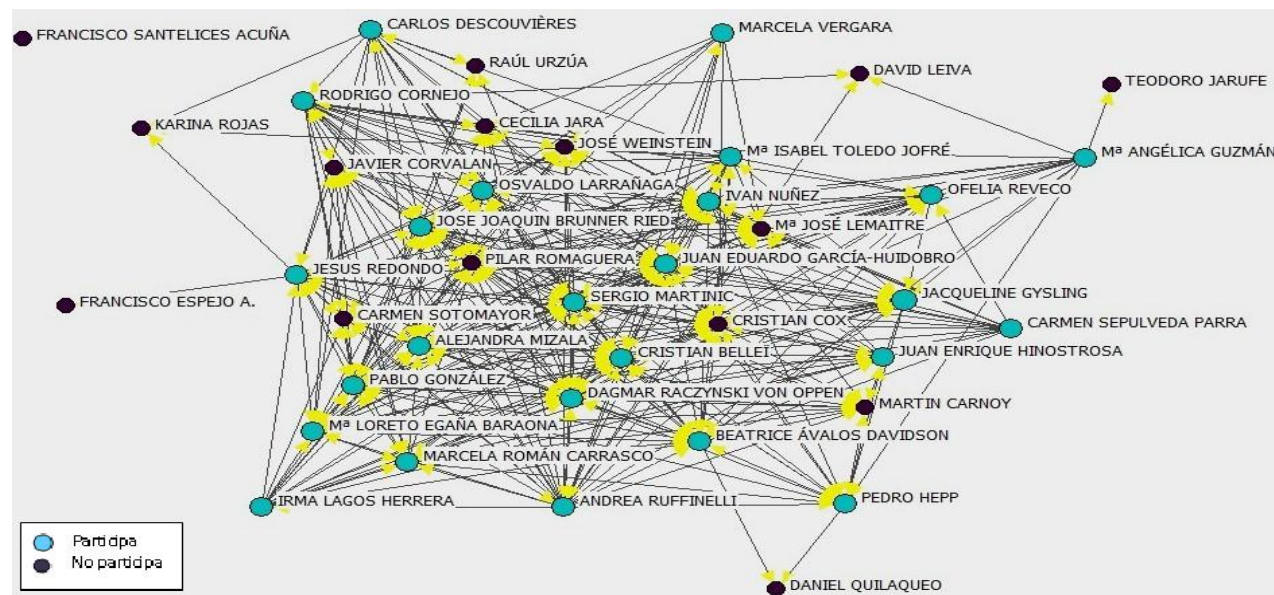 CARLOS DESCOUVIÈRES
MARCELA VERGARA
FRANCISCO SANTELICES ACUÑA
RAÚL URZÚA
DAVID LEIVA
TEODORO JARUFE
RODRIGO CORNEJO
KARINA ROJAS
CECILIA JARA
JOSÉ WEINSTEIN
Mª ISABEL TOLEDO JOFRÉ
Mª ANGÉLICA GUZMÁN
JAVIER CORVALAN
OSVALDO LARRAÑAGA
IVAN NUÑEZ
OFELIA REVECO
JOSE JOAQUIN BRUNNER RIED
Mª JOSÉ LEMAITRE
JESUS REDONDO
PILAR ROMAGUERA
JUAN EDUARDO GARCÍA-HUIDOBRO
FRANCISCO ESPEJO A.
SERGIO MARTINIC
JACQUELINE GYSLING
CARMEN SOTOMAYOR
CRISTIAN COX
CARMEN SEPULVEDA PARRA
ALEJANDRA MIZALA
CRISTIAN BELLEI
JUAN ENRIQUE HINOSTROSA
PABLO GONZÁLEZ
DAGMAR RACZYNSKI VON OPPEN
MARTIN CARNOY
Mª LORETO EGAÑA BARAONA
BEATRICE ÁVALOS DAVIDSON
MARCELA ROMÁN CARRASCO
IRMA LAGOS HERRERA
ANDREA RUFFINELLI
PEDRO HEPP
Participa
No participa
DANIEL QUILAQUEO